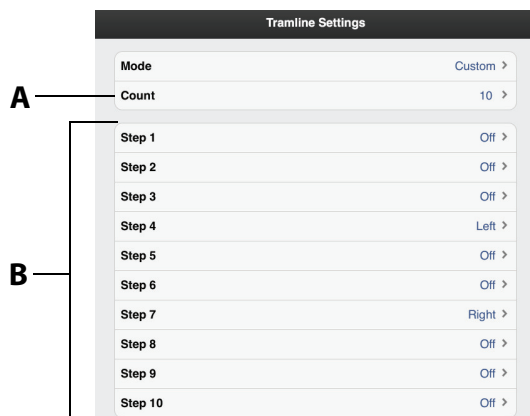 Tramline Settings
Mode Custom >
A Count 10 >
Step 1 Off >
Step 2 Off >
Step 3 Off >
Step 4 Left >
Step 5 Off >
B Step 6 Off >
Step 7 Right >
Step 8 Off >
Step 9 Off >
Step 10 Off >